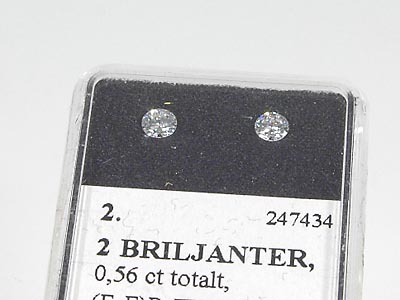 2. 247434
2 BRILJANTER,
0,56 ct totalt,